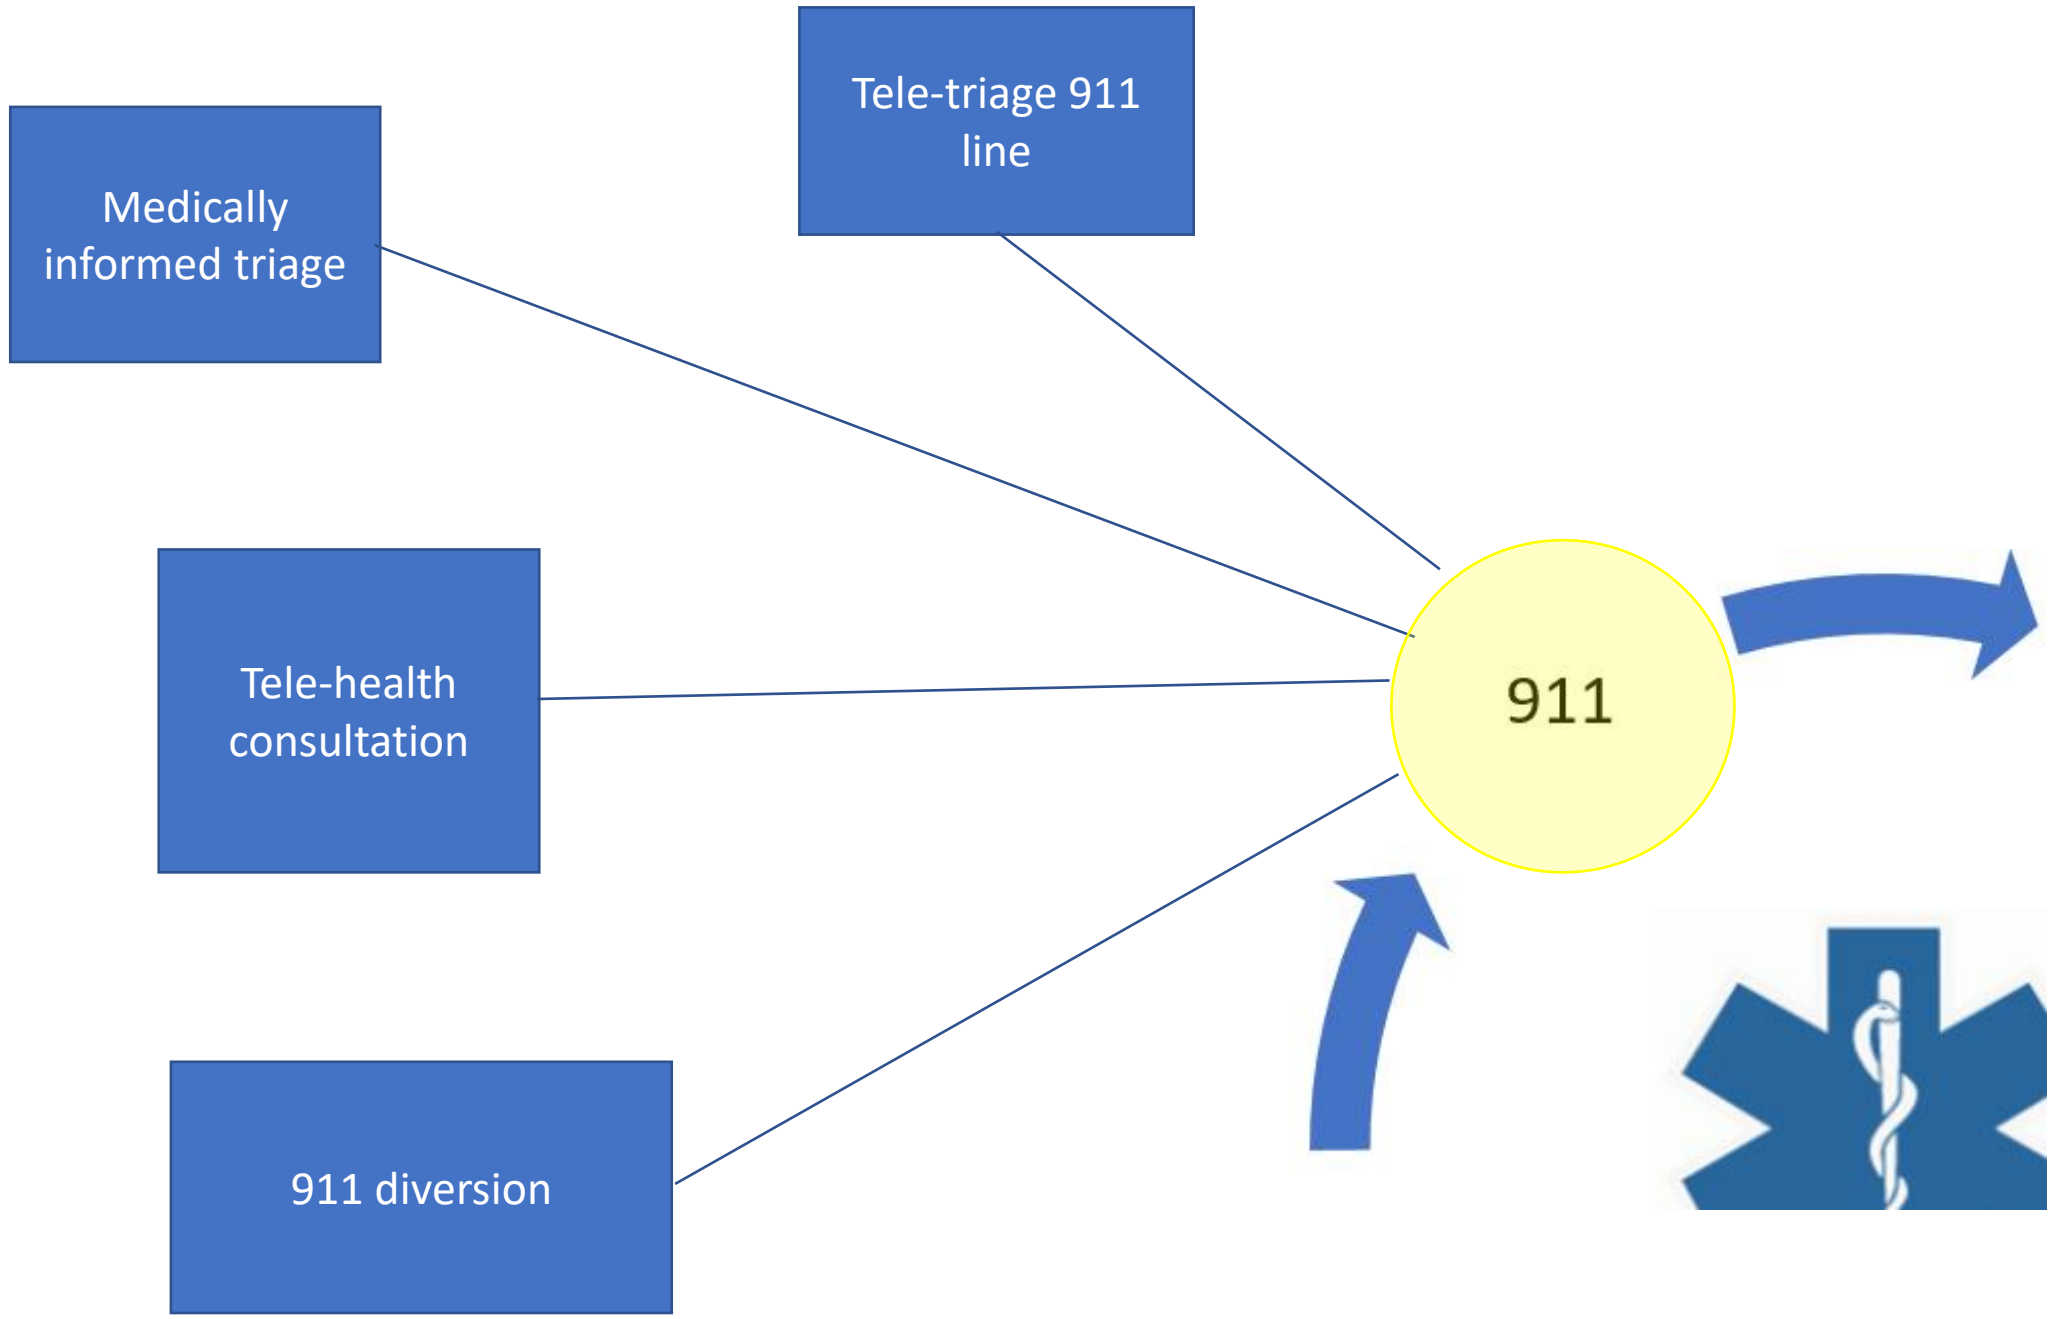 Tele-triage 911
line
Medically
informed triage
Tele-health
consultation
911
911 diversion